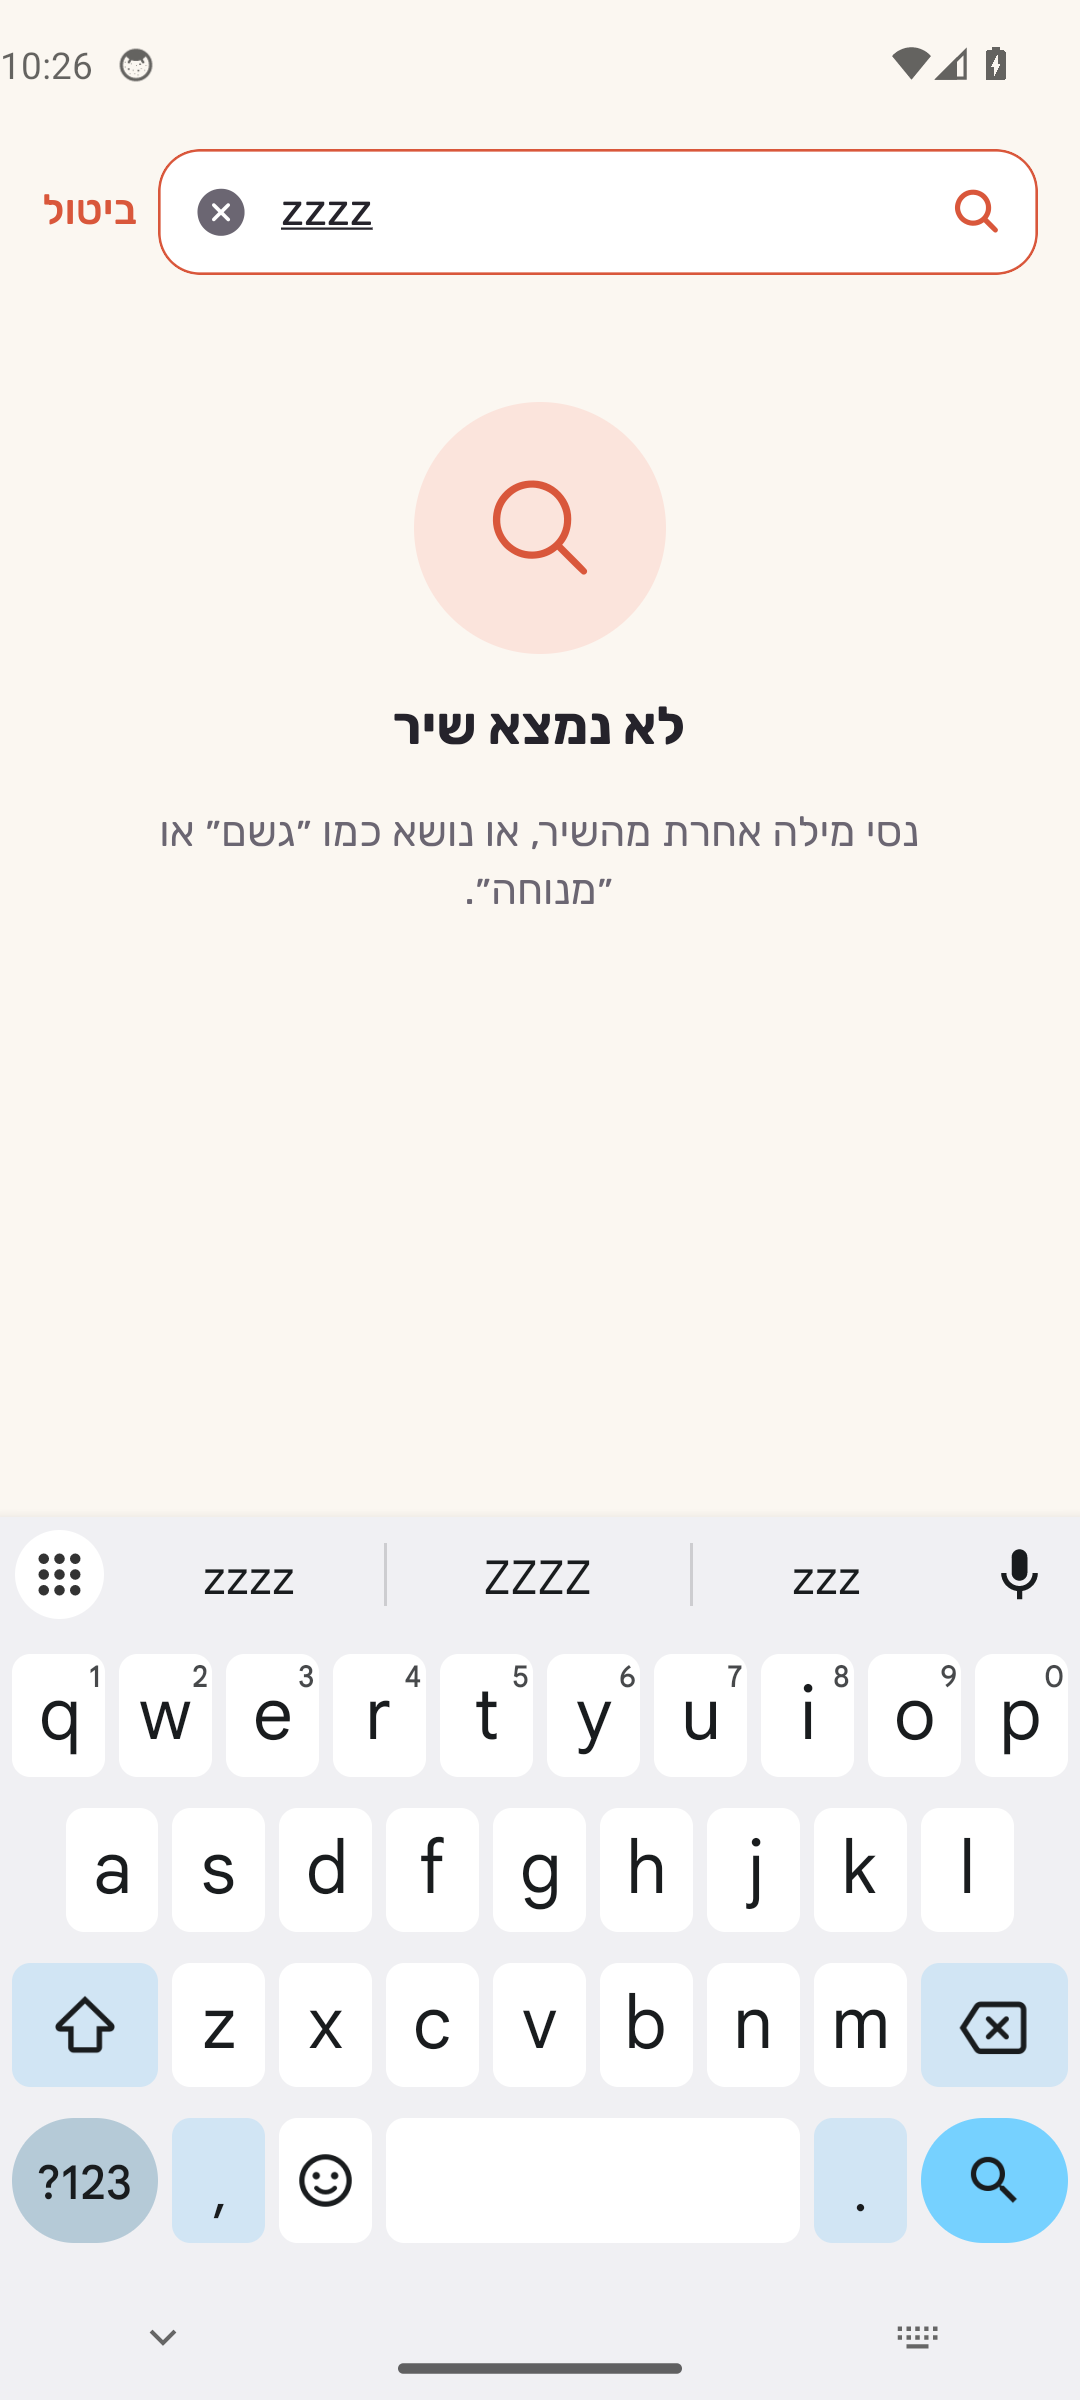 10:26
ביטול
zzzz
לא נמצא שיר
נסי מילה אחרת מהשיר, או נושא כמו ״גשם״ או
״מנוחה״.
zzzz ZZZZ zzz
q 1 w 2 e 3 r 4 t 5 y 6 u 7 i 8 o 9 p 0
a s d f g h j k l
z x c v b n m
?123 , .